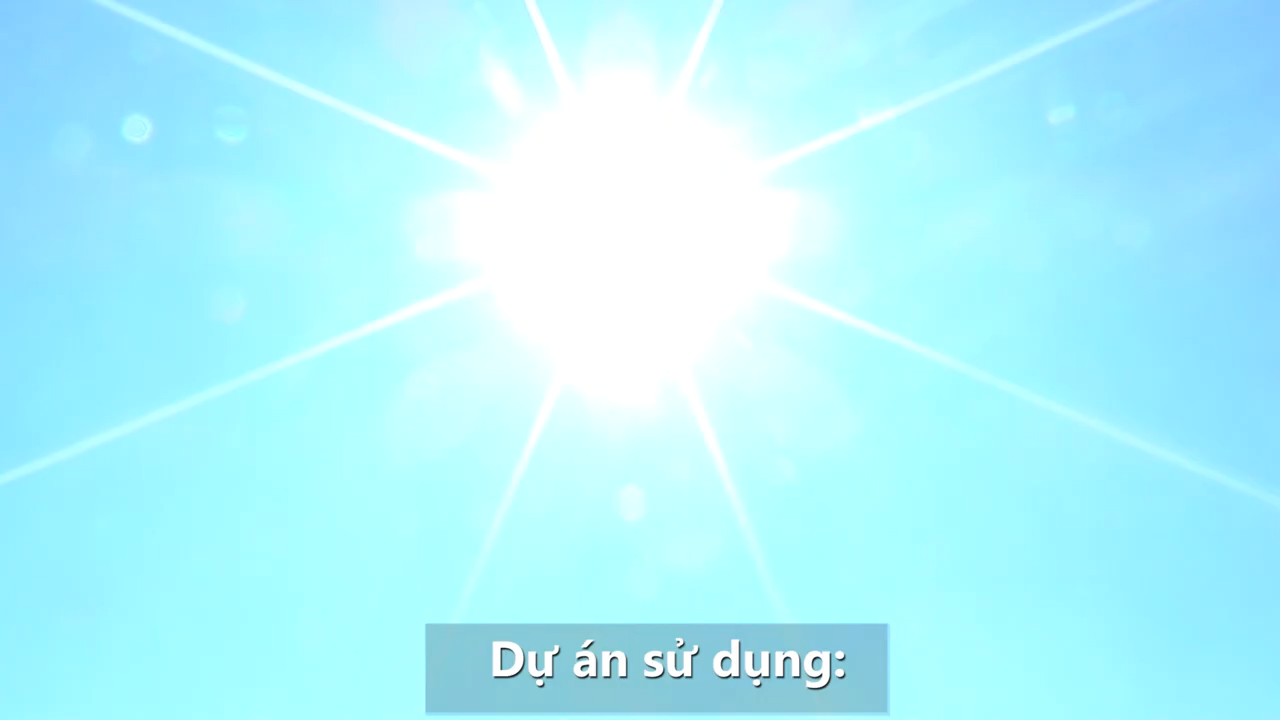 Dự án sử dụng: